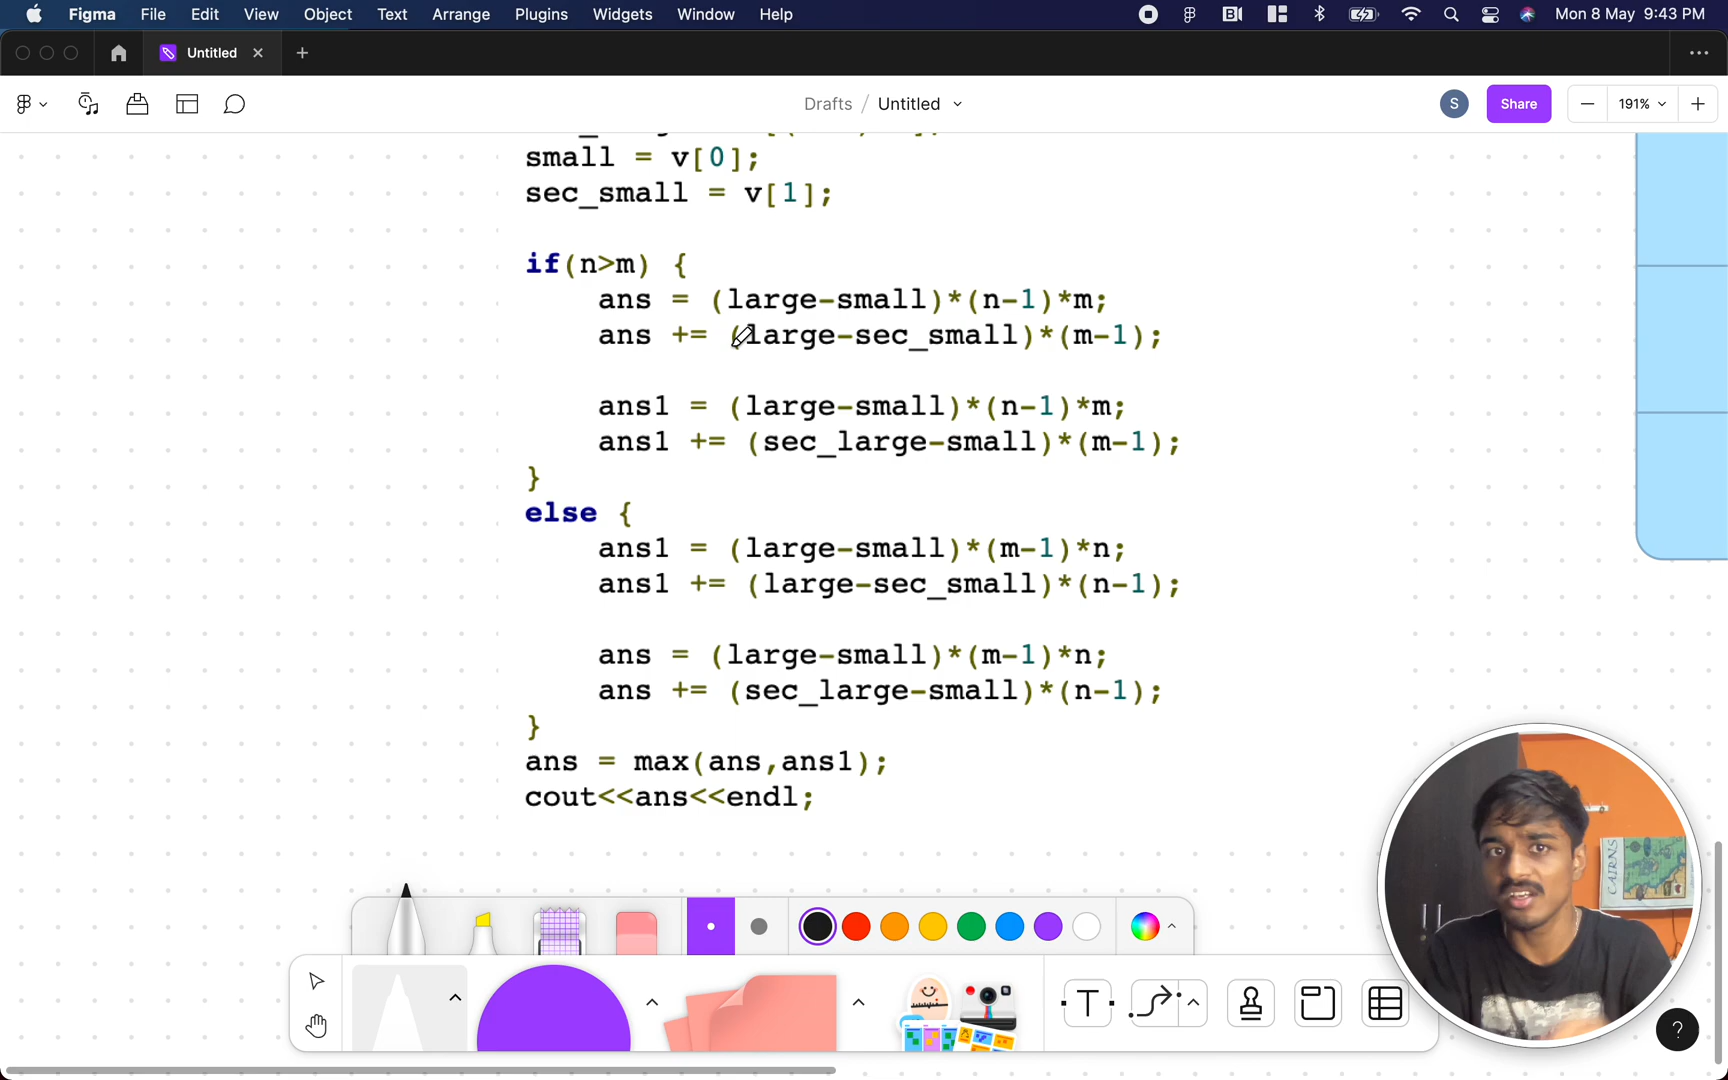 Figma File Edit View Object Text Arrange Plugins Widgets Window Help Mon 8 May 9:43 PM
Untitled
Drafts / Untitled S Share 191%
small = v[0];
sec_small = v[1];
if(n>m) {
ans = (large-small)*(n-1)*m;
ans += (large-sec_small)*(m-1);
ans1 = (large-small)*(n-1)*m;
ans1 += (sec_large-small)*(m-1);
}
else {
ans1 = (large-small)*(m-1)*n;
ans1 += (large-sec_small)*(n-1);
ans = (large-small)*(m-1)*n;
ans += (sec_large-small)*(n-1);
}
ans = max(ans,ans1);
cout<<ans<<endl;
CAIRNS
T
?